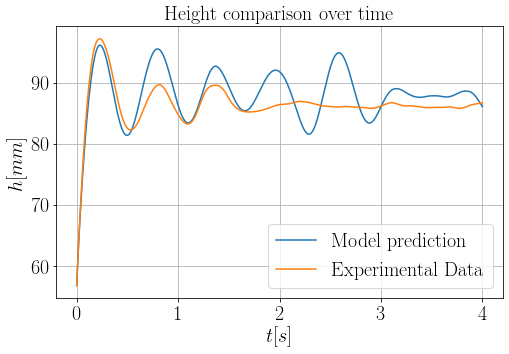 Height comparison over time
h[mm]
90
80
70
60
0 1 2 3 4
t[s]
Model prediction
Experimental Data